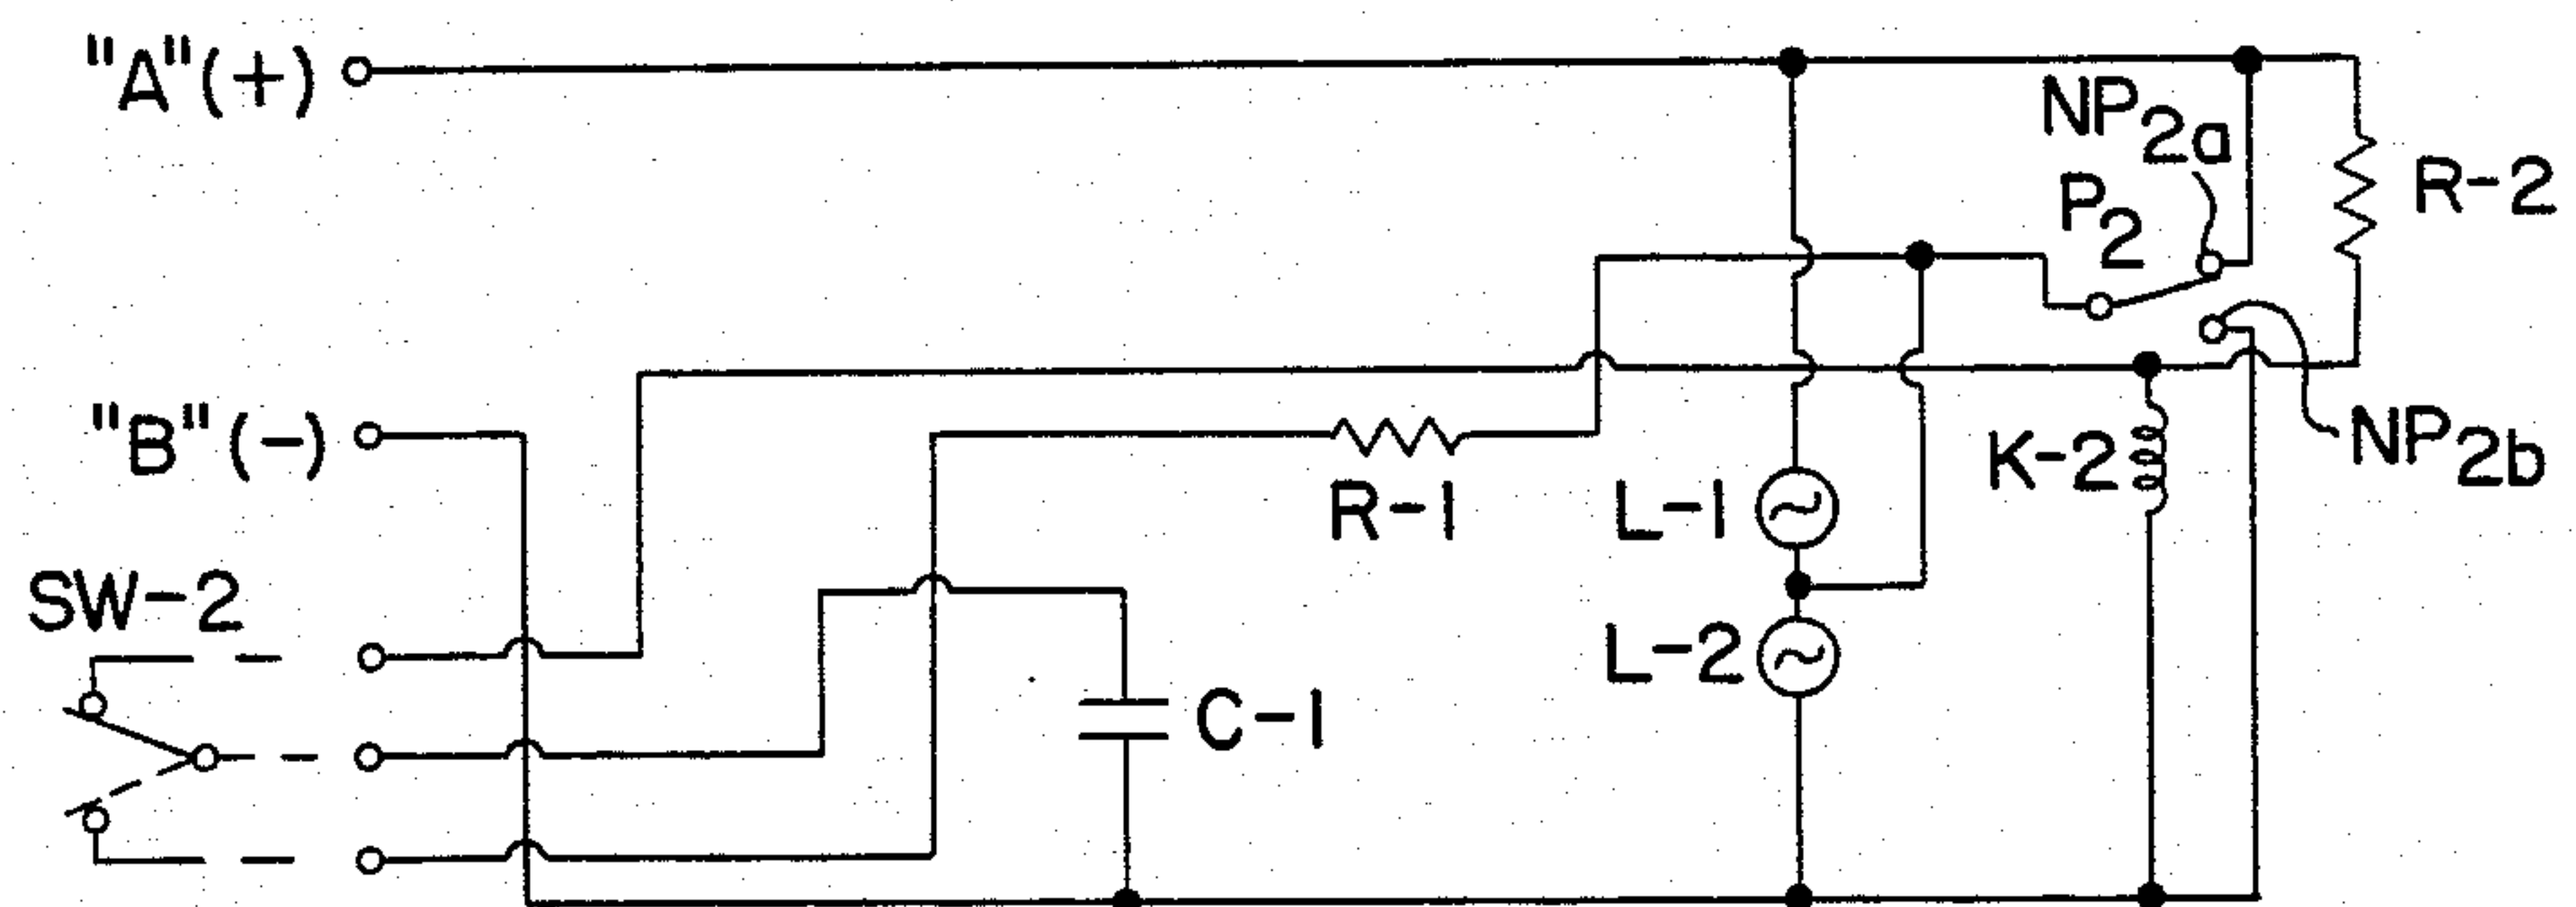 "A"(+)
NP2a
P2
R-2
"B"(-)
R-1
L-1
K-2
NP2b
SW-2
L-2
C-1